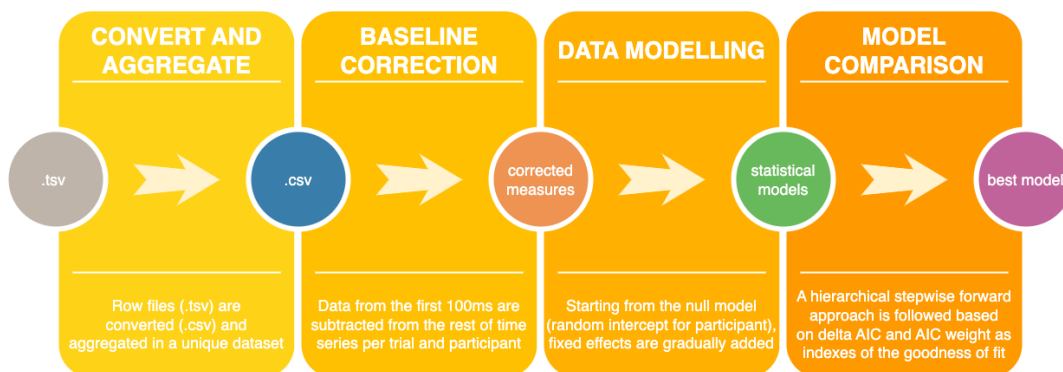 CONVERT AND
AGGREGATE
BASELINE
CORRECTION
DATA MODELLING
MODEL
COMPARISON
.tsv
.csv
corrected
measures
statistical
models
best model
Row files (.tsv) are
converted (.csv) and
aggregated in a unique dataset
Data from the first 100ms are
subtracted from the rest of time
series per trial and participant
Starting from the null model
(random intercept for participant),
fixed effects are gradually added
A hierarchical stepwise forward
approach is followed based
on delta AIC and AIC weight as
indexes of the goodness of fit